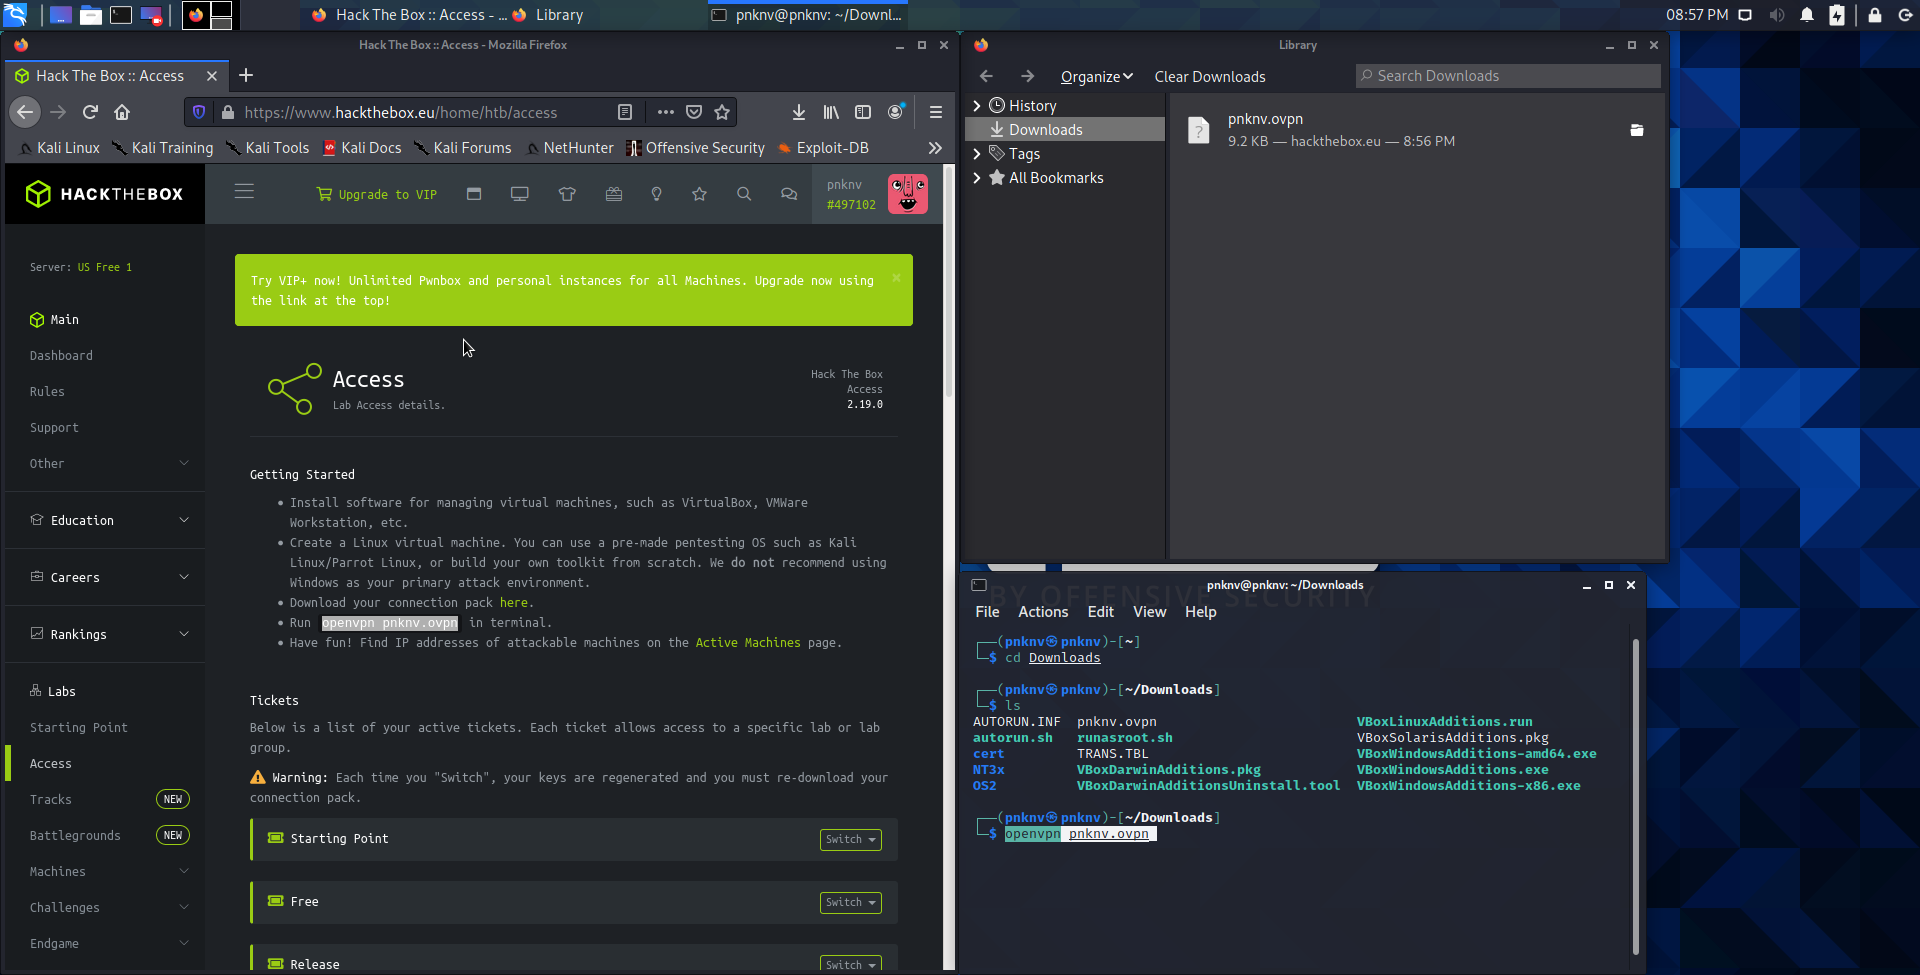 Hack The Box :: Access - ...
Library
pnknv@pnknv: ~/Downl...
08:57 PM
Hack The Box :: Access - Mozilla Firefox
Hack The Box :: Access
https://www.hackthebox.eu/home/htb/access
Kali Linux
Kali Training
Kali Tools
Kali Docs
Kali Forums
NetHunter
Offensive Security
Exploit-DB
HACKTHEBOX
Upgrade to VIP
pnknv
#497102
Server: US Free 1
Main
Dashboard
Rules
Support
Other
Education
Careers
Rankings
Labs
Starting Point
Access
Tracks NEW
Battlegrounds NEW
Machines
Challenges
Endgame
Try VIP+ now! Unlimited Pwnbox and personal instances for all Machines. Upgrade now using
the link at the top!
Access
Lab Access details.
Hack The Box
Access
2.19.0
Getting Started
Install software for managing virtual machines, such as VirtualBox, VMWare
Workstation, etc.
Create a Linux virtual machine. You can use a pre-made pentesting OS such as Kali
Linux/Parrot Linux, or build your own toolkit from scratch. We do not recommend using
Windows as your primary attack environment.
Download your connection pack here.
Run openvpn pnknv.ovpn in terminal.
Have fun! Find IP addresses of attackable machines on the Active Machines page.
Tickets
Below is a list of your active tickets. Each ticket allows access to a specific lab or lab
group.
Warning: Each time you "Switch", your keys are regenerated and you must re-download your
connection pack.
Starting Point Switch
Free Switch
Release Switch
Library
Organize
Clear Downloads
Search Downloads
History
Downloads
Tags
All Bookmarks
pnknv.ovpn
9.2 KB — hackthebox.eu — 8:56 PM
BY OFFENSIVE SECURITY
pnknv@pnknv: ~/Downloads
File Actions Edit View Help
┌──(pnknv㉿pnknv)-[~]
└─$ cd Downloads
┌──(pnknv㉿pnknv)-[~/Downloads]
└─$ ls
AUTORUN.INF pnknv.ovpn VBoxLinuxAdditions.run
autorun.sh runasroot.sh VBoxSolarisAdditions.pkg
cert TRANS.TBL VBoxWindowsAdditions-amd64.exe
NT3x VBoxDarwinAdditions.pkg VBoxWindowsAdditions.exe
OS2 VBoxDarwinAdditionsUninstall.tool VBoxWindowsAdditions-x86.exe
┌──(pnknv㉿pnknv)-[~/Downloads]
└─$ openvpn pnknv.ovpn